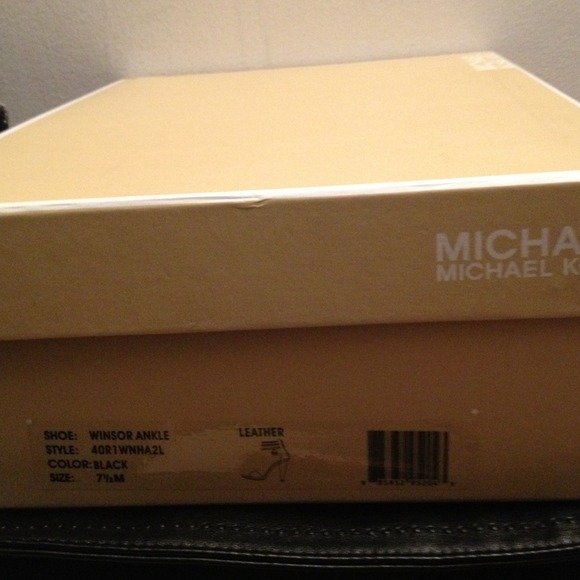 MICHA
MICHAEL K
SHOE: WINSOR ANKLE
STYLE: 40R1WNHA2L
COLOR: BLACK
SIZE: 7½M
LEATHER